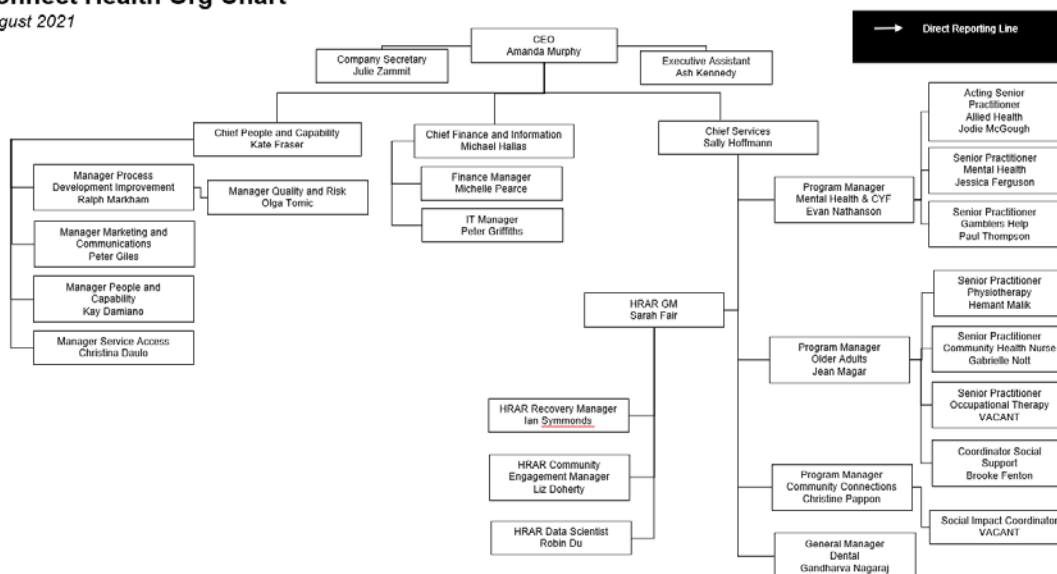 onnect Health Org Chart
gust 2021
Direct Reporting Line
CEO
Amanda Murphy
Company Secretary
Julie Zammit
Executive Assistant
Ash Kennedy
Chief People and Capability
Kate Fraser
Chief Finance and Information
Michael Hallas
Chief Services
Sally Hoffmann
Manager Process
Development Improvement
Ralph Markham
Manager Quality and Risk
Olga Tomic
Manager Marketing and
Communications
Peter Giles
Manager People and
Capability
Kay Damiano
Manager Service Access
Christina Daulo
Finance Manager
Michelle Pearce
IT Manager
Peter Griffiths
HRAR GM
Sarah Fair
HRAR Recovery Manager
Ian Symmonds
HRAR Community
Engagement Manager
Liz Doherty
HRAR Data Scientist
Robin Du
Program Manager
Mental Health & CYF
Evan Nathanson
Acting Senior
Practitioner
Allied Health
Jodie McGough
Senior Practitioner
Mental Health
Jessica Ferguson
Senior Practitioner
Gamblers Help
Paul Thompson
Program Manager
Older Adults
Jean Magar
Senior Practitioner
Physiotherapy
Hemant Malik
Senior Practitioner
Community Health Nurse
Gabrielle Nott
Senior Practitioner
Occupational Therapy
VACANT
Coordinator Social
Support
Brooke Fenton
Program Manager
Community Connections
Christine Pappon
Social Impact Coordinator
VACANT
General Manager
Dental
Gandharva Nagaraj